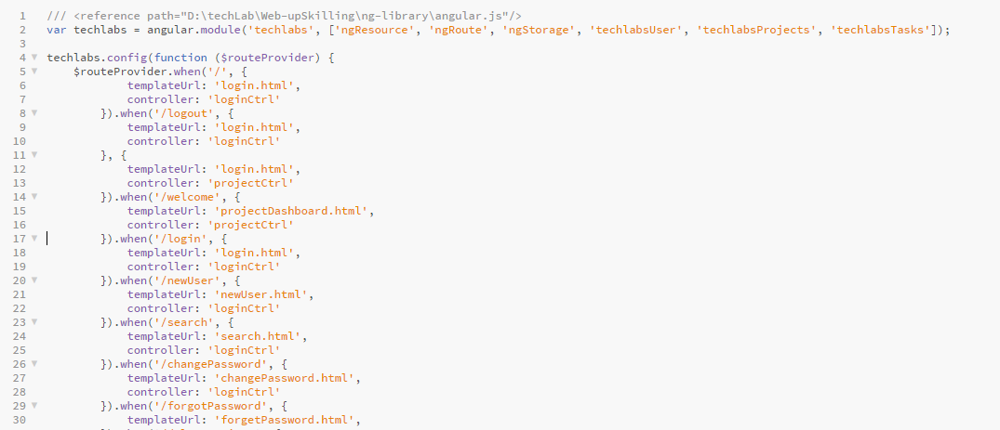 1 /// <reference path="D:\techLab\Web-upSkilling\ng-library\angular.js"/>
2 var techlabs = angular.module('techlabs', ['ngResource', 'ngRoute', 'ngStorage', 'techlabsUser', 'techlabsProjects', 'techlabsTasks']);
3
4 techlabs.config(function ($routeProvider) {
5     $routeProvider.when('/', {
6             templateUrl: 'login.html',
7             controller: 'loginCtrl'
8         }).when('/logout', {
9             templateUrl: 'login.html',
10             controller: 'loginCtrl'
11         }, {
12             templateUrl: 'login.html',
13             controller: 'projectCtrl'
14         }).when('/welcome', {
15             templateUrl: 'projectDashboard.html',
16             controller: 'projectCtrl'
17         }).when('/login', {
18             templateUrl: 'login.html',
19             controller: 'loginCtrl'
20         }).when('/newUser', {
21             templateUrl: 'newUser.html',
22             controller: 'loginCtrl'
23         }).when('/search', {
24             templateUrl: 'search.html',
25             controller: 'loginCtrl'
26         }).when('/changePassword', {
27             templateUrl: 'changePassword.html',
28             controller: 'loginCtrl'
29         }).when('/forgotPassword', {
30             templateUrl: 'forgetPassword.html',